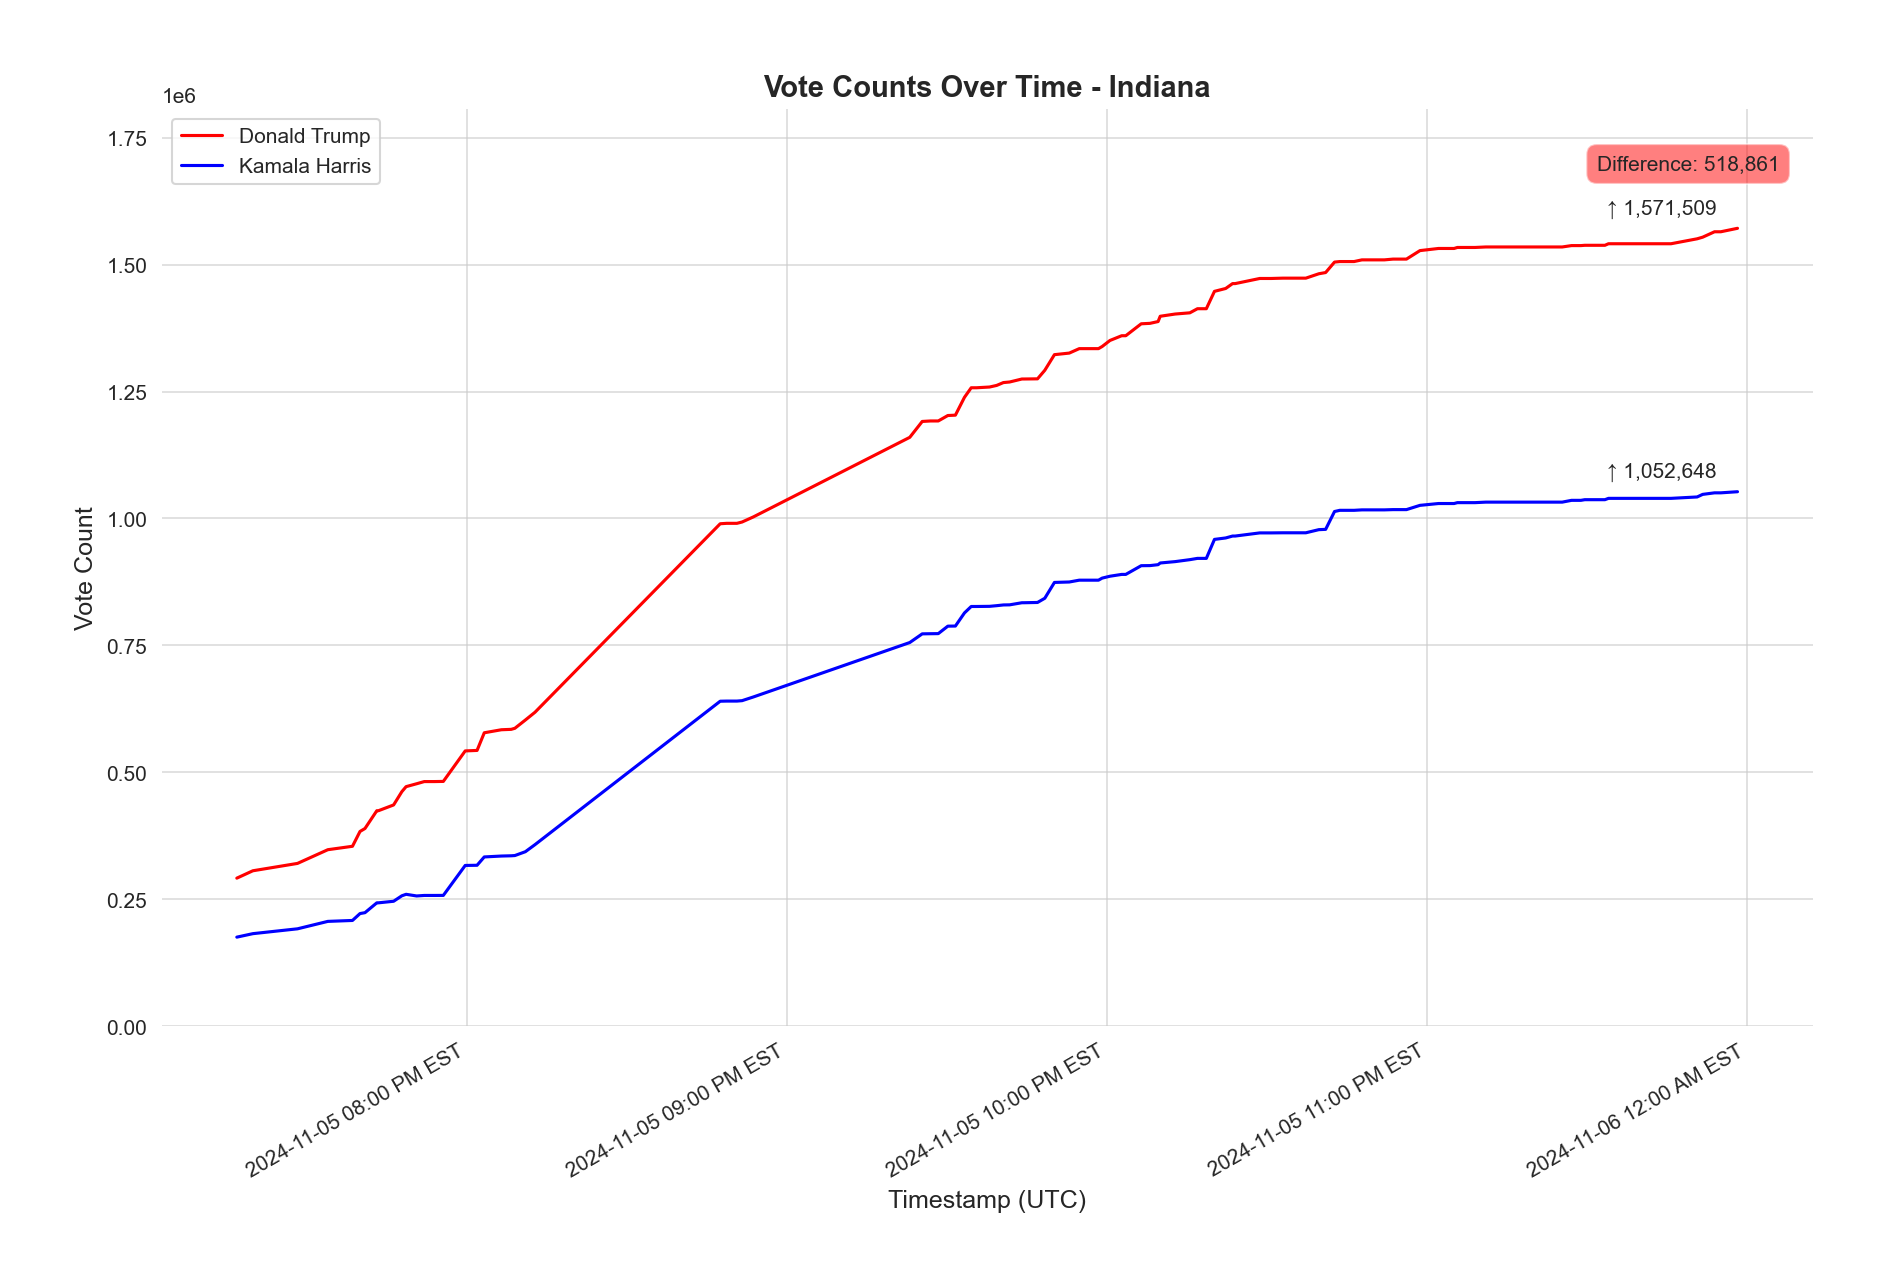 Vote Counts Over Time - Indiana
1e6
Donald Trump
Kamala Harris
Difference: 518,861
↑ 1,571,509
↑ 1,052,648
1.75
1.50
1.25
1.00
0.75
0.50
0.25
0.00
Vote Count
2024-11-05 08:00 PM EST
2024-11-05 09:00 PM EST
2024-11-05 10:00 PM EST
2024-11-05 11:00 PM EST
2024-11-06 12:00 AM EST
Timestamp (UTC)